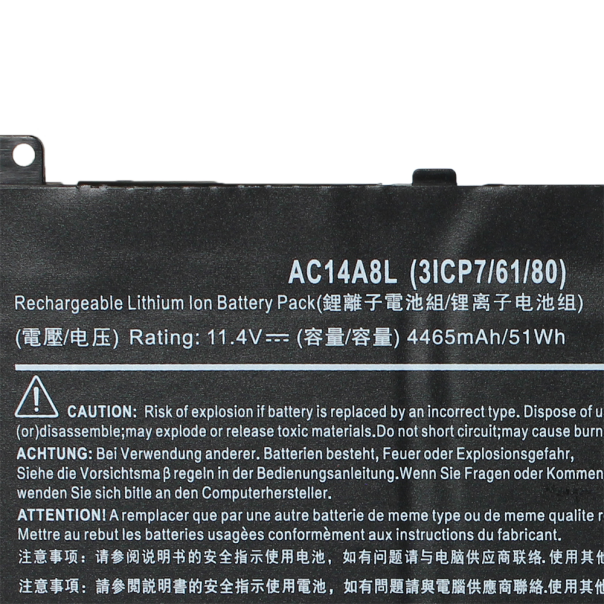 AC14A8L (3ICP7/61/80)
Rechargeable Lithium Ion Battery Pack(鋰離子電池組/锂离子电池组)
(電壓/电压) Rating: 11.4V⎓ (容量/容量) 4465mAh/51Wh
CAUTION: Risk of explosion if battery is replaced by an incorrect type. Dispose of u
(or)disassemble;may explode or release toxic materials.Do not short circuit;may cause burn
ACHTUNG: Bei Verwendung anderer. Batterien besteht, Feuer oder Explosionsgefahr,
Siehe die Vorsichtsma β regeln in der Bedienungsanleitung.Wenn Sie Fragen oder Kommen
wenden Sie sich bitle an den Computerhersteller.
ATTENTION! A remplacer que par une autre batterie de meme type ou de meme qualite r
Mettre au rebut les batteries usagèes conformèment aux instructions du fabricant.
注意事项：请参阅说明书的安全指示使用电池，如有问题请与电脑供应商联络.使用其他
注意事項：請參閱說明書的安全指示使用電池，如有問題請與電腦供應商聯絡.使用其